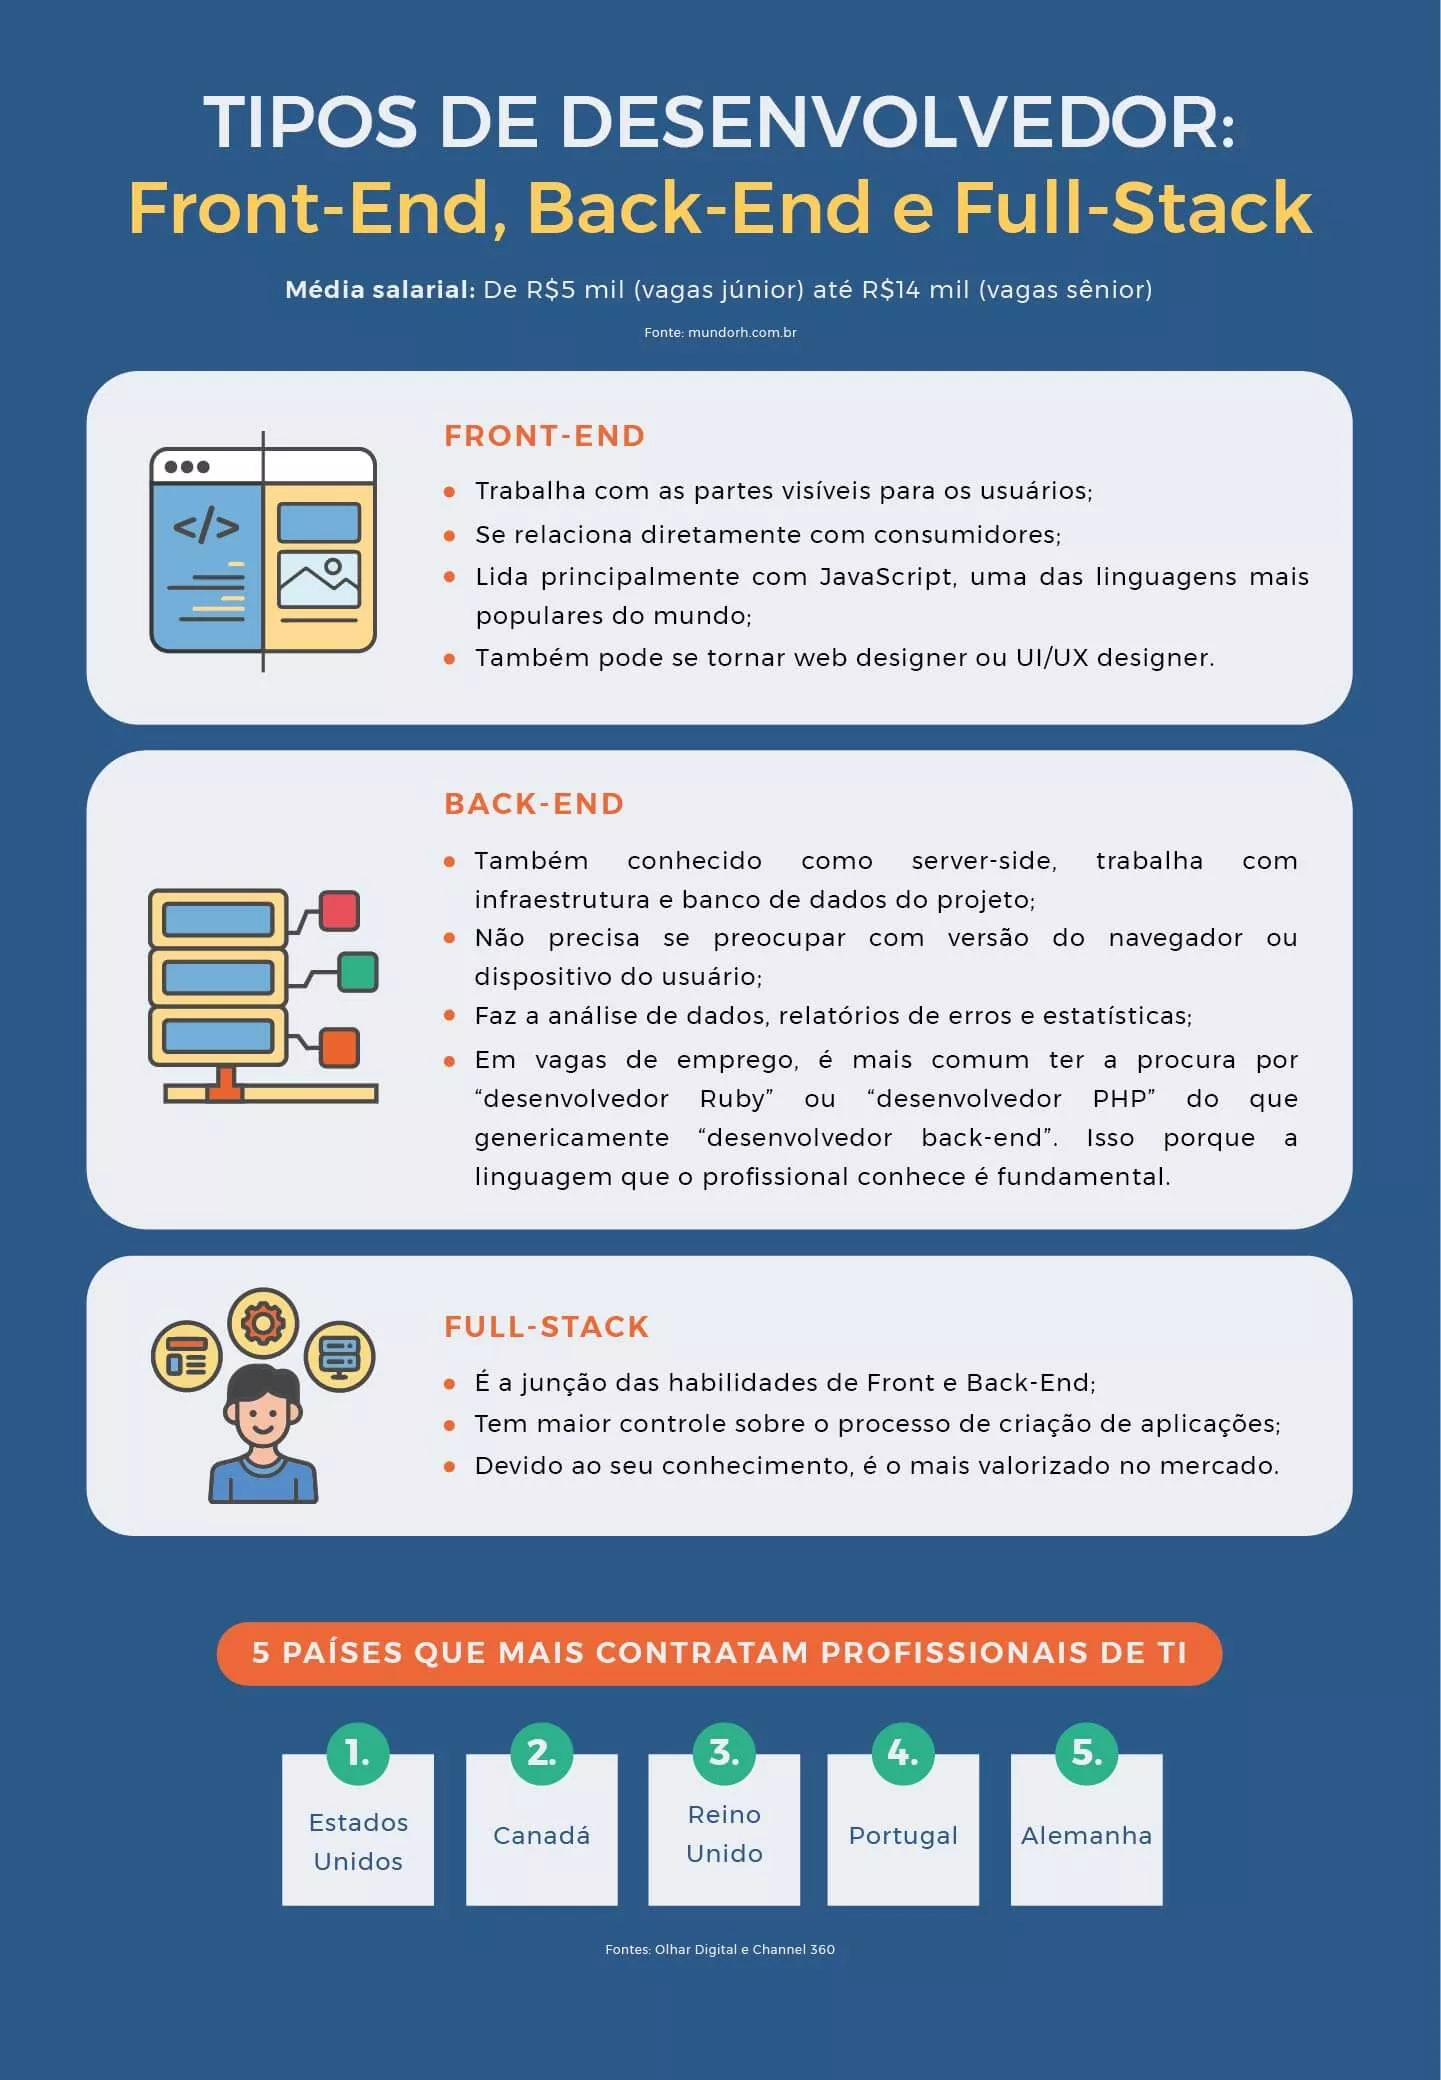 TIPOS DE DESENVOLVEDOR:
Front-End, Back-End e Full-Stack
Média salarial: De R$5 mil (vagas júnior) até R$14 mil (vagas sênior)
Fonte: mundorh.com.br
FRONT-END
Trabalha com as partes visíveis para os usuários;
Se relaciona diretamente com consumidores;
Lida principalmente com JavaScript, uma das linguagens mais
populares do mundo;
Também pode se tornar web designer ou UI/UX designer.
</>
BACK-END
Também conhecido como server-side, trabalha com
infraestrutura e banco de dados do projeto;
Não precisa se preocupar com versão do navegador ou
dispositivo do usuário;
Faz a análise de dados, relatórios de erros e estatísticas;
Em vagas de emprego, é mais comum ter a procura por
“desenvolvedor Ruby” ou “desenvolvedor PHP” do que
genericamente “desenvolvedor back-end”. Isso porque a
linguagem que o profissional conhece é fundamental.
FULL-STACK
É a junção das habilidades de Front e Back-End;
Tem maior controle sobre o processo de criação de aplicações;
Devido ao seu conhecimento, é o mais valorizado no mercado.
5 PAÍSES QUE MAIS CONTRATAM PROFISSIONAIS DE TI
1.
Estados
Unidos
2.
Canadá
3.
Reino
Unido
4.
Portugal
5.
Alemanha
Fontes: Olhar Digital e Channel 360